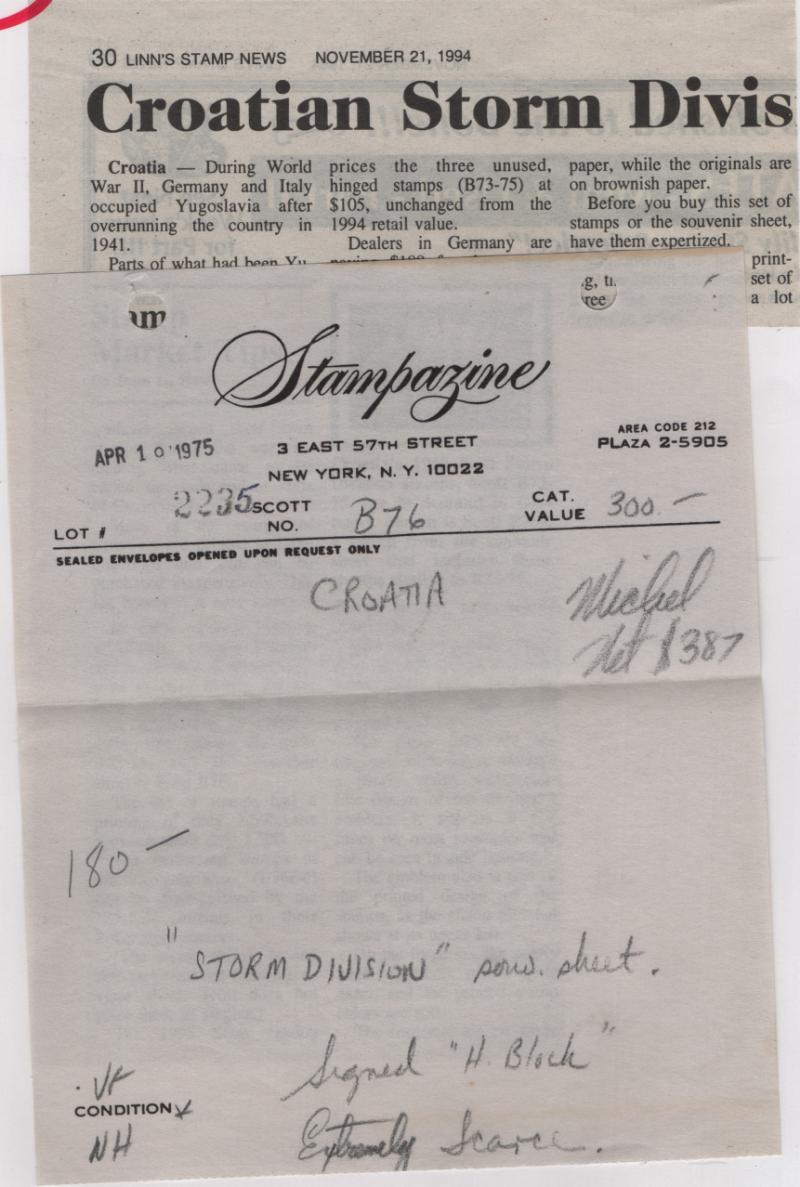 30 LINN'S STAMP NEWS NOVEMBER 21, 1994
Croatian Storm Divis
Croatia — During World
War II, Germany and Italy
occupied Yugoslavia after
overrunning the country in
1941.
Parts of what had been Yu
prices the three unused,
hinged stamps (B73-75) at
$105, unchanged from the
1994 retail value.
Dealers in Germany are
paper, while the originals are
on brownish paper.
Before you buy this set of
stamps or the souvenir sheet,
have them expertized.
print-
set of
a lot
Stampazine
APR 10 1975
3 EAST 57TH STREET
NEW YORK, N. Y. 10022
AREA CODE 212
PLAZA 2-5905
LOT # 2235 SCOTT NO. B76 CAT. VALUE 300.—
SEALED ENVELOPES OPENED UPON REQUEST ONLY
CROATIA
Michel
Net $387
180—
"STORM DIVISION" souv. sheet.
Signed "H. Block"
VF
CONDITION
NH
Extremely Scarce.